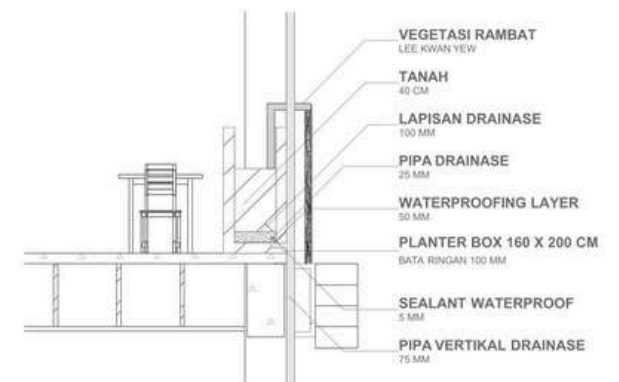 VEGETASI RAMBAT
LEE KWAN YEW
TANAH
40 CM
LAPISAN DRAINASE
100 MM
PIPA DRAINASE
25 MM
WATERPROOFING LAYER
50 MM
PLANTER BOX 160 X 200 CM
BATA RINGAN 100 MM
SEALANT WATERPROOF
5 MM
PIPA VERTIKAL DRAINASE
75 MM